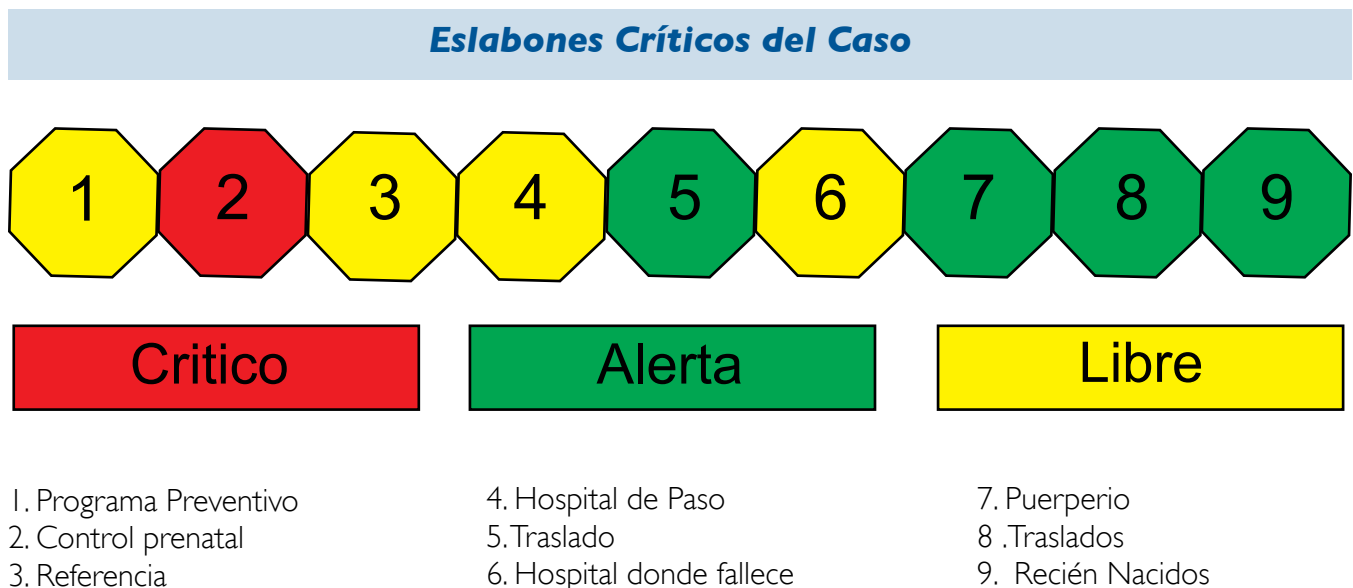 Eslabones Críticos del Caso
1 2 3 4 5 6 7 8 9
Critico Alerta Libre
1. Programa Preventivo
2. Control prenatal
3. Referencia
4. Hospital de Paso
5. Traslado
6. Hospital donde fallece
7. Puerperio
8 .Traslados
9. Recién Nacidos